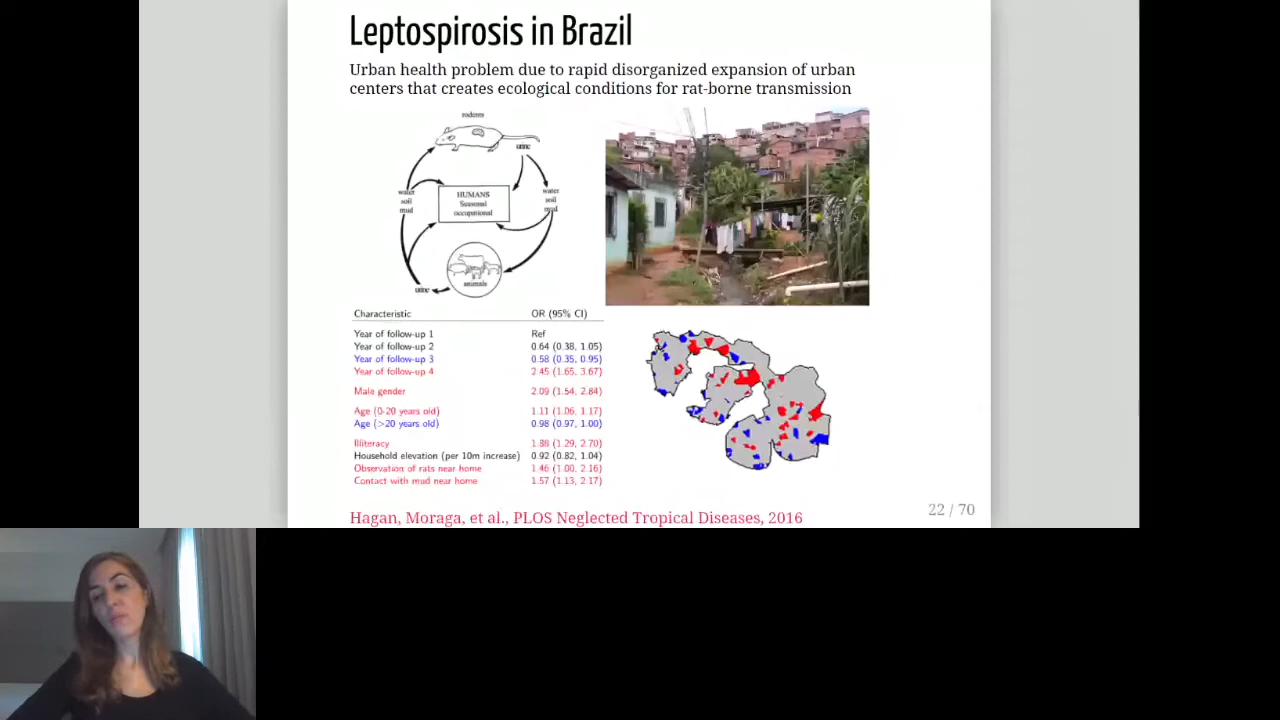 Leptospirosis in Brazil
Urban health problem due to rapid disorganized expansion of urban
centers that creates ecological conditions for rat-borne transmission
rodents
urine
water
soil
mud
HUMANS
Seasonal
occupational
water
soil
mud
animals
urine
Characteristic OR (95% CI)
Year of follow-up 1 Ref
Year of follow-up 2 0.64 (0.38, 1.05)
Year of follow-up 3 0.58 (0.35, 0.95)
Year of follow-up 4 2.45 (1.65, 3.67)
Male gender 2.09 (1.54, 2.84)
Age (0-20 years old) 1.11 (1.06, 1.17)
Age (>20 years old) 0.98 (0.97, 1.00)
Illiteracy 1.88 (1.29, 2.70)
Household elevation (per 10m increase) 0.92 (0.82, 1.04)
Observation of rats near home 1.46 (1.00, 2.16)
Contact with mud near home 1.57 (1.13, 2.17)
Hagan, Moraga, et al., PLOS Neglected Tropical Diseases, 2016
22 / 70